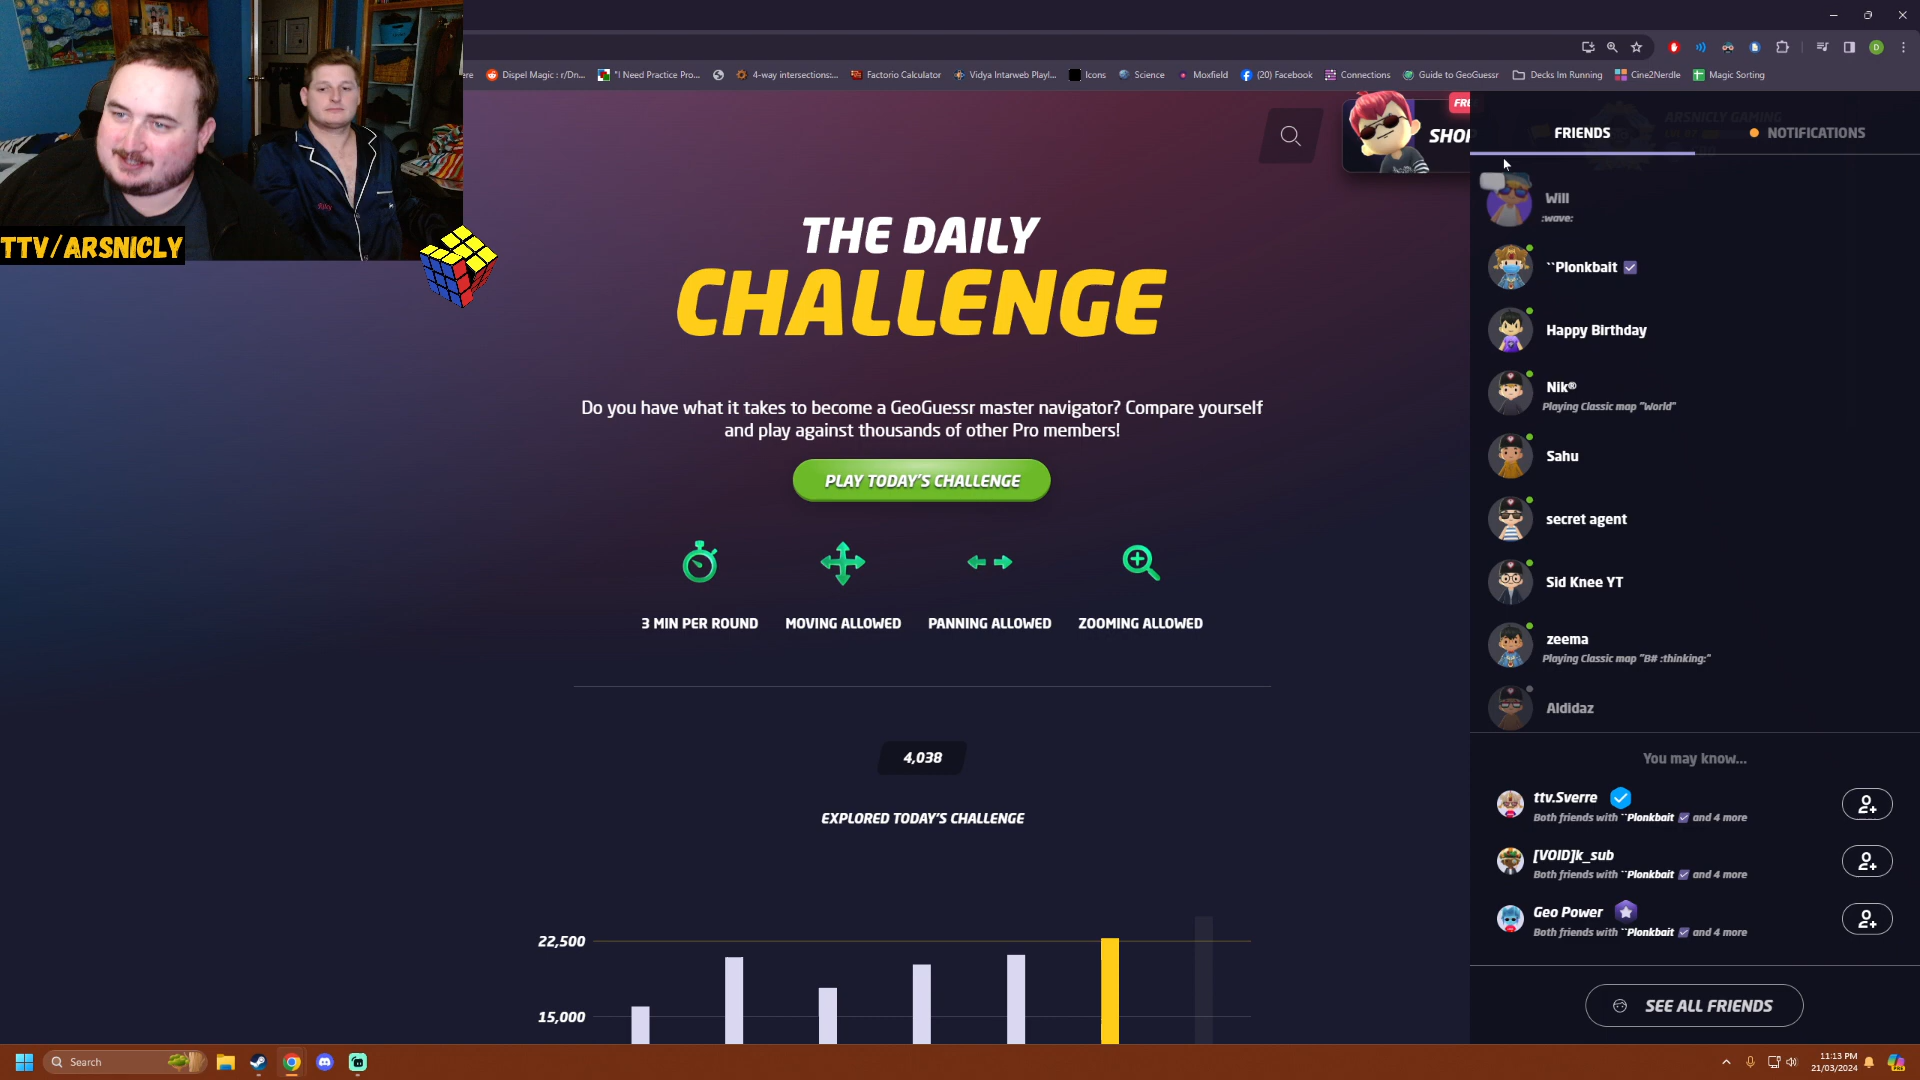 TTV/ARSNICLY
ere
Dispel Magic : r/Dn...
"I Need Practice Pro...
4-way intersections:...
Factorio Calculator
Vidya Intarweb Playl...
Icons
Science
Moxfield
(20) Facebook
Connections
Guide to GeoGuessr
Decks Im Running
Cine2Nerdle
Magic Sorting
SHOP
ARSNICLY GAMING
FRIENDS
NOTIFICATIONS
THE DAILY
CHALLENGE
Do you have what it takes to become a GeoGuessr master navigator? Compare yourself
and play against thousands of other Pro members!
PLAY TODAY'S CHALLENGE
3 MIN PER ROUND
MOVING ALLOWED
PANNING ALLOWED
ZOOMING ALLOWED
4,038
EXPLORED TODAY'S CHALLENGE
22,500
15,000
Will
:wave:
``Plonkbait
Happy Birthday
Nik®
Playing Classic map "World"
Sahu
secret agent
Sid Knee YT
zeema
Playing Classic map "B# :thinking:"
Aldidaz
You may know...
ttv.Sverre
Both friends with ``Plonkbait and 4 more
[VOID]k_sub
Both friends with ``Plonkbait and 4 more
Geo Power
Both friends with ``Plonkbait and 4 more
SEE ALL FRIENDS
Search
11:13 PM
21/03/2024